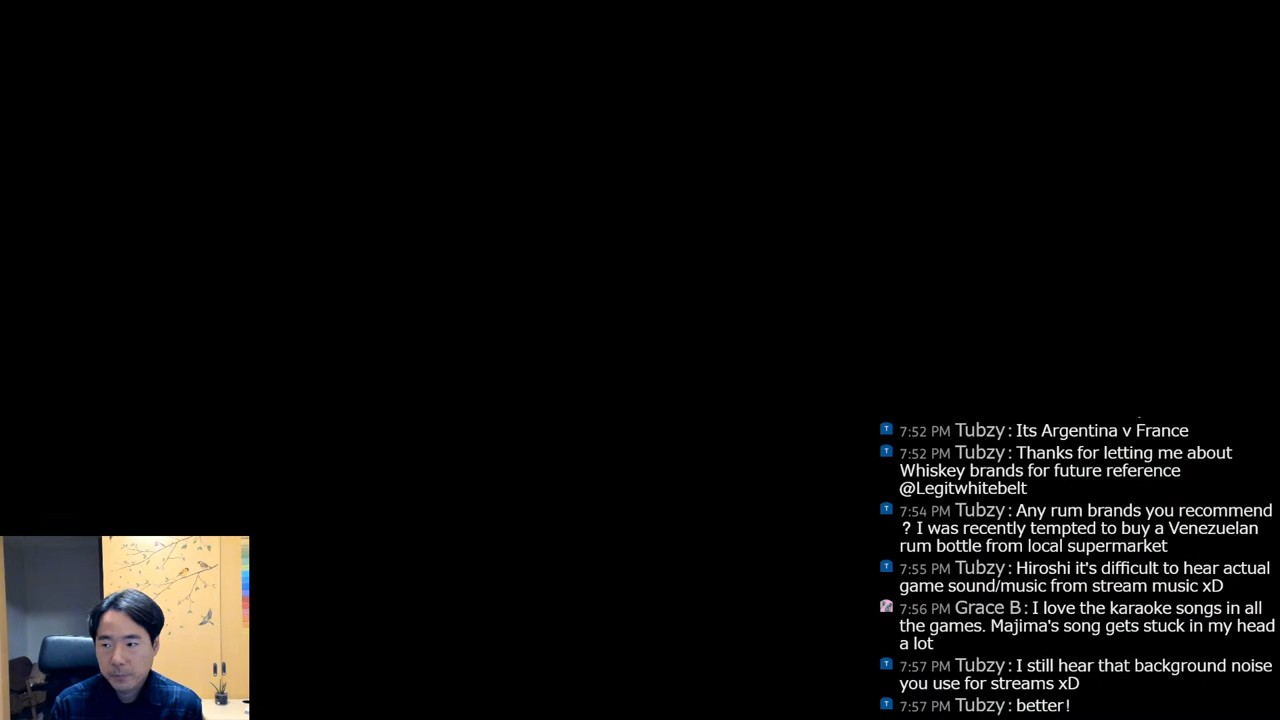 7:52 PM Tubzy: Its Argentina v France
7:52 PM Tubzy: Thanks for letting me about
Whiskey brands for future reference
@Legitwhitebelt
7:54 PM Tubzy: Any rum brands you recommend
? I was recently tempted to buy a Venezuelan
rum bottle from local supermarket
7:55 PM Tubzy: Hiroshi it's difficult to hear actual
game sound/music from stream music xD
7:56 PM Grace B: I love the karaoke songs in all
the games. Majima's song gets stuck in my head
a lot
7:57 PM Tubzy: I still hear that background noise
you use for streams xD
7:57 PM Tubzy: better!